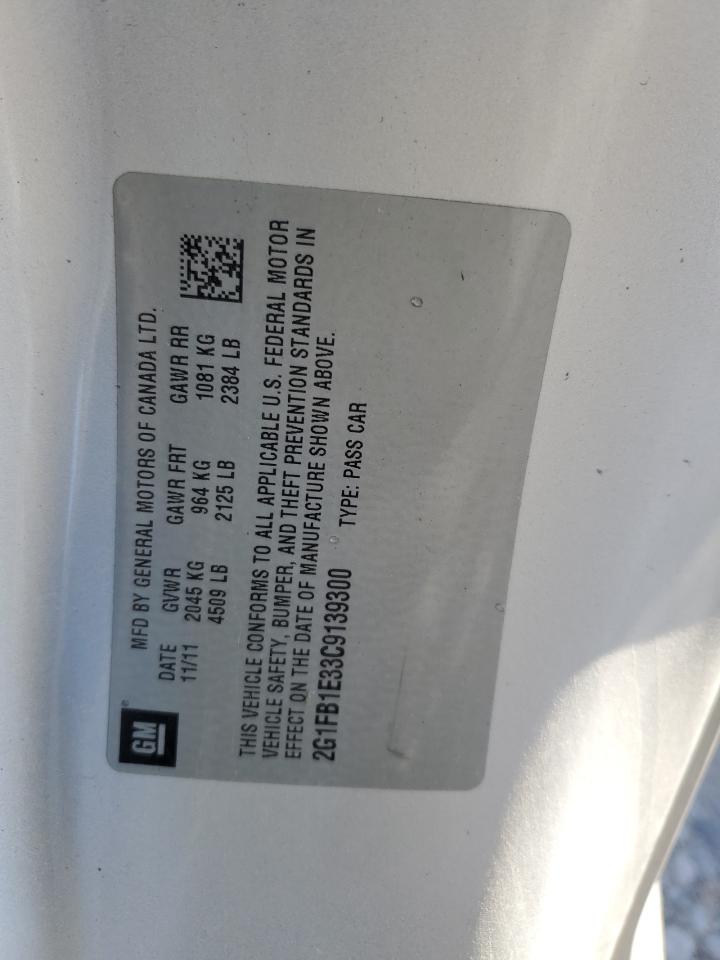 GM
MFD BY GENERAL MOTORS OF CANADA LTD.
DATE GVWR GAWR FRT GAWR RR
11/11 2045 KG 964 KG 1081 KG
4509 LB 2125 LB 2384 LB
THIS VEHICLE CONFORMS TO ALL APPLICABLE U.S. FEDERAL MOTOR
VEHICLE SAFETY, BUMPER, AND THEFT PREVENTION STANDARDS IN
EFFECT ON THE DATE OF MANUFACTURE SHOWN ABOVE.
2G1FB1E33C9139300 TYPE: PASS CAR